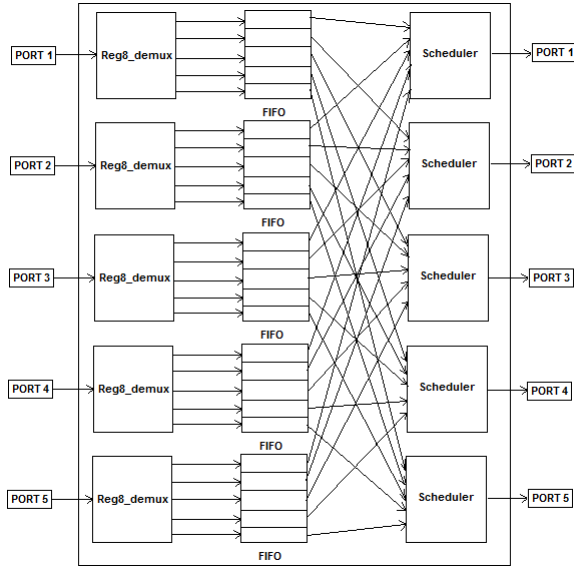 PORT 1 Reg8_demux Scheduler PORT 1
FIFO
PORT 2 Reg8_demux Scheduler PORT 2
FIFO
PORT 3 Reg8_demux Scheduler PORT 3
FIFO
PORT 4 Reg8_demux Scheduler PORT 4
FIFO
PORT 5 Reg8_demux Scheduler PORT 5
FIFO